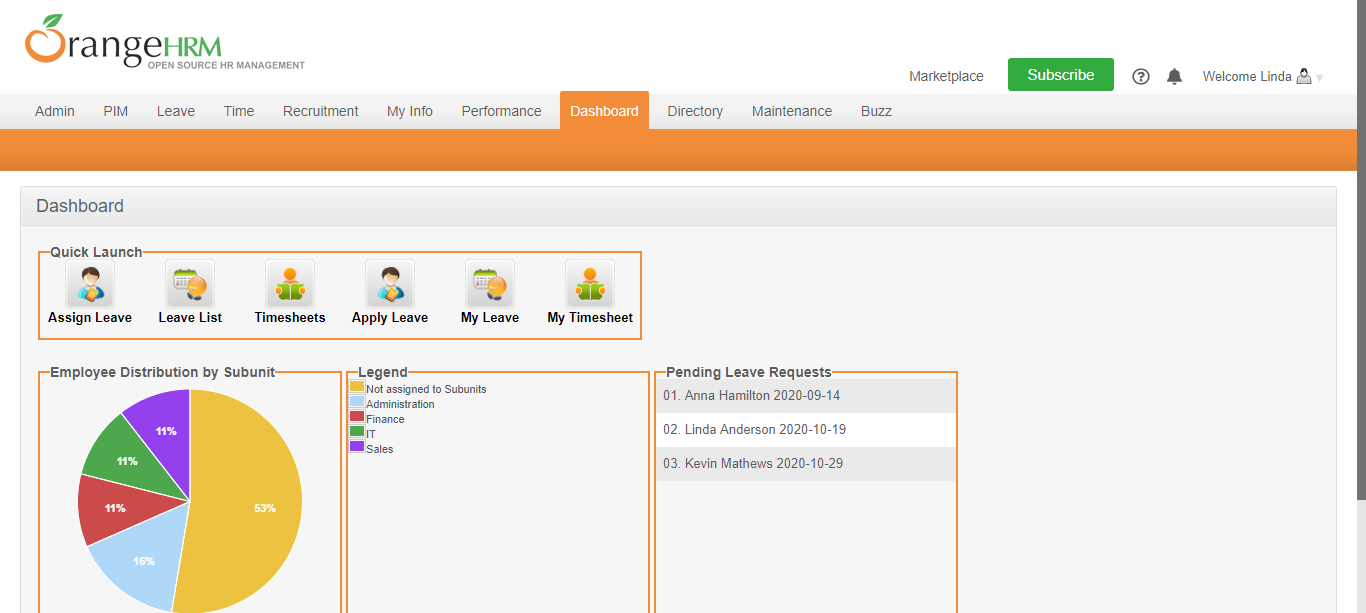 OrangeHRM
OPEN SOURCE HR MANAGEMENT
Marketplace Subscribe ? Welcome Linda
Admin PIM Leave Time Recruitment My Info Performance Dashboard Directory Maintenance Buzz
Dashboard
Quick Launch
Assign Leave Leave List Timesheets Apply Leave My Leave My Timesheet
Employee Distribution by Subunit
11%
11%
11%
53%
16%
Legend
Not assigned to Subunits
Administration
Finance
IT
Sales
Pending Leave Requests
01. Anna Hamilton 2020-09-14
02. Linda Anderson 2020-10-19
03. Kevin Mathews 2020-10-29